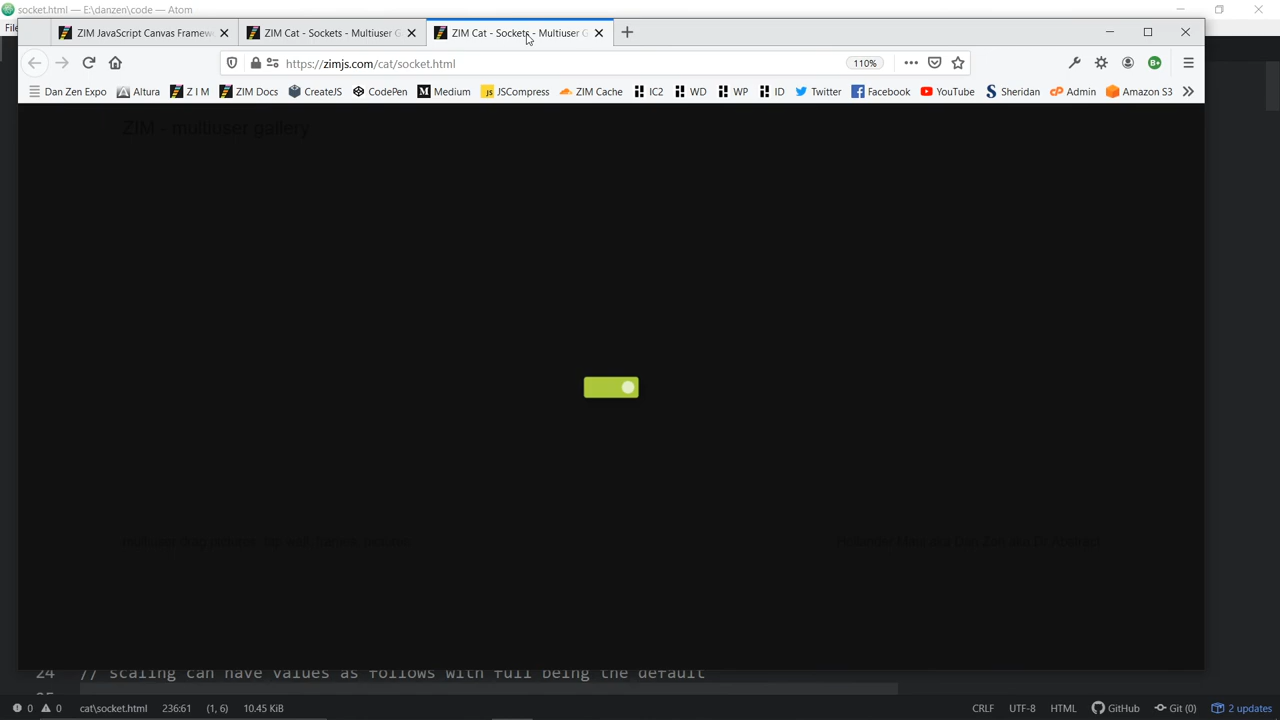 socket.html — E:\danzen\code — Atom
File
ZIM JavaScript Canvas Framew
ZIM Cat - Sockets - Multiuser G
ZIM Cat - Sockets - Multiuser G
https://zimjs.com/cat/socket.html
110%
Dan Zen Expo
Altura
Z I M
ZIM Docs
CreateJS
CodePen
Medium
JSCompress
ZIM Cache
IC2
WD
WP
ID
Twitter
Facebook
YouTube
Sheridan
Admin
Amazon S3
ZIM - multiuser gallery
24 // scaling can have values as follows with full being the default
0 0 cat\socket.html 236:61 (1, 6) 10.45 KiB CRLF UTF-8 HTML GitHub Git (0) 2 updates